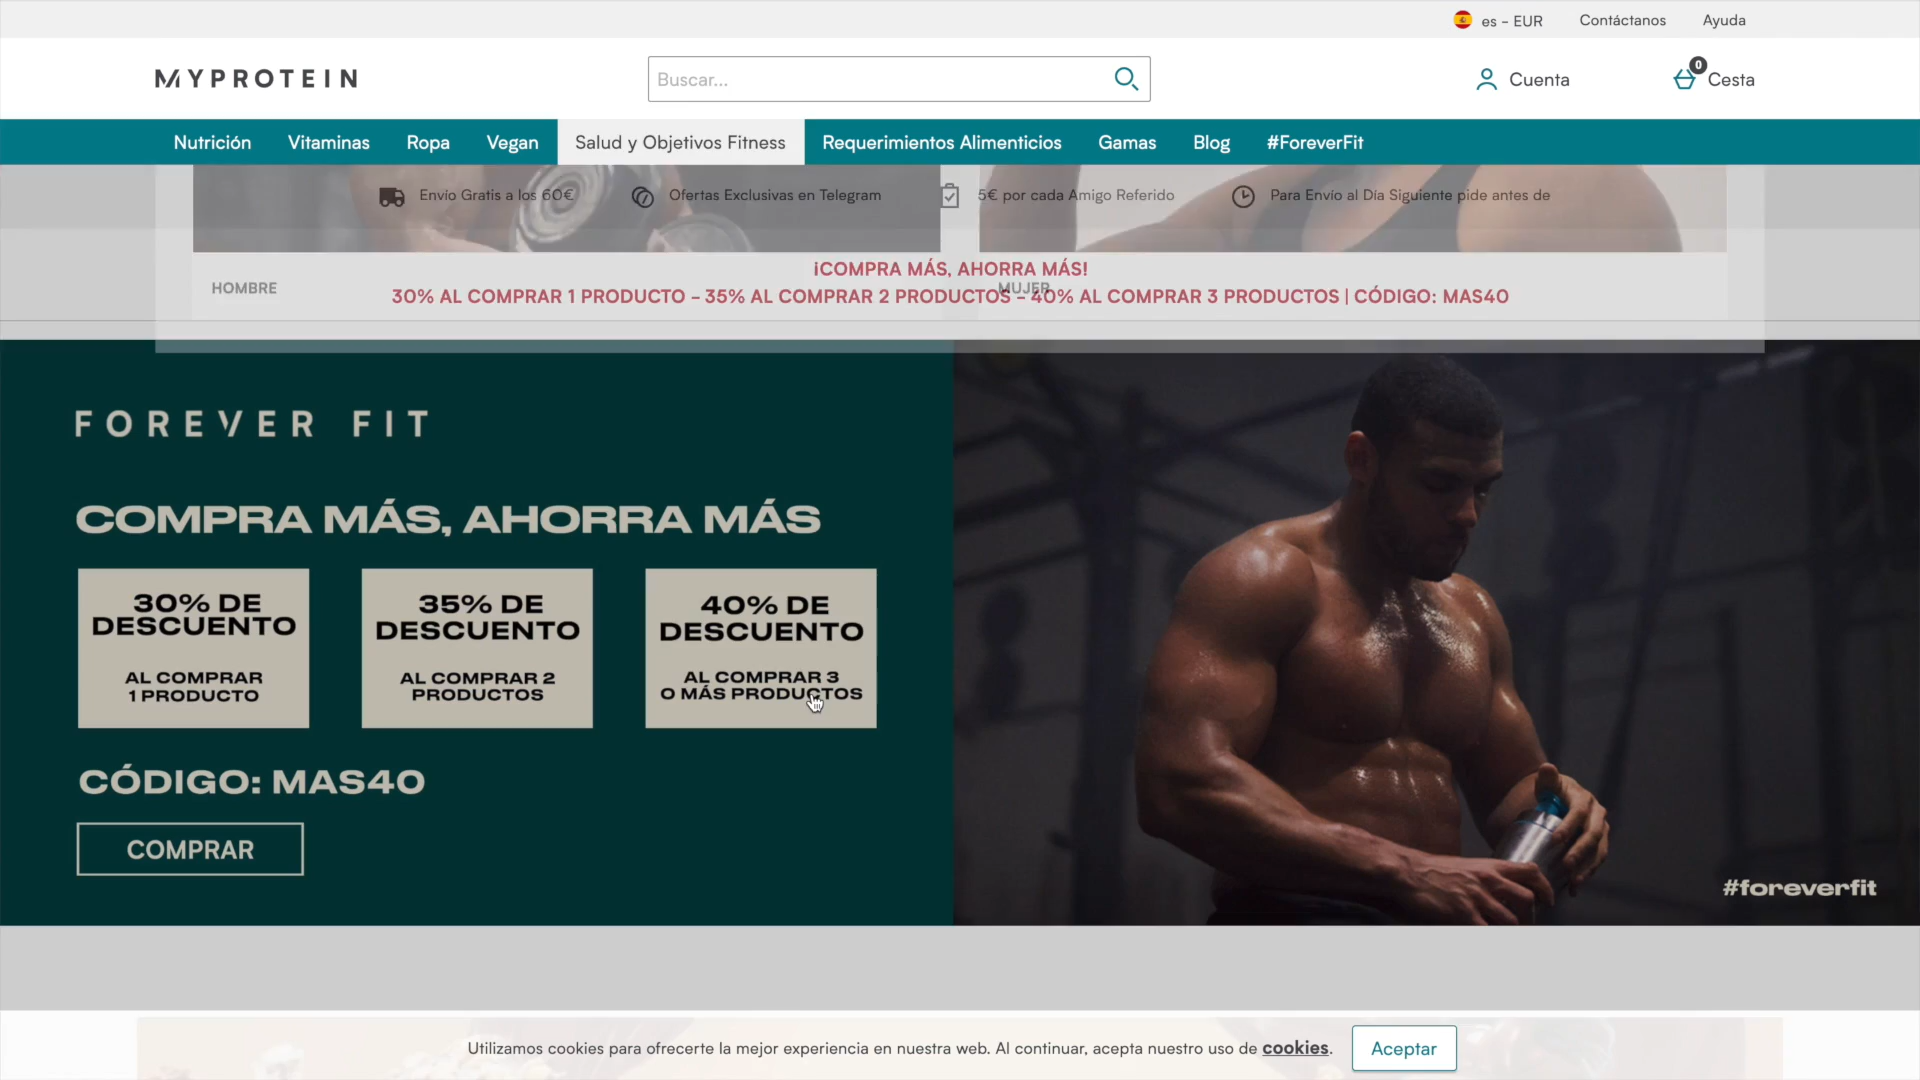 es - EUR
Contáctanos
Ayuda
MYPROTEIN
Buscar...
0
Cuenta
Cesta
Nutrición
Vitaminas
Ropa
Vegan
Salud y Objetivos Fitness
Requerimientos Alimenticios
Gamas
Blog
#ForeverFit
Envío Gratis a los 60€
Ofertas Exclusivas en Telegram
5€ por cada Amigo Referido
Para Envío al Día Siguiente pide antes de
¡COMPRA MÁS, AHORRA MÁS!
HOMBRE
MUJER
30% AL COMPRAR 1 PRODUCTO - 35% AL COMPRAR 2 PRODUCTOS - 40% AL COMPRAR 3 PRODUCTOS | CÓDIGO: MAS40
FOREVER FIT
COMPRA MÁS, AHORRA MÁS
30% DE
DESCUENTO
AL COMPRAR
1 PRODUCTO
35% DE
DESCUENTO
AL COMPRAR 2
PRODUCTOS
40% DE
DESCUENTO
AL COMPRAR 3
O MÁS PRODUCTOS
CÓDIGO: MAS40
COMPRAR
#foreverfit
Utilizamos cookies para ofrecerte la mejor experiencia en nuestra web. Al continuar, acepta nuestro uso de cookies.
Aceptar